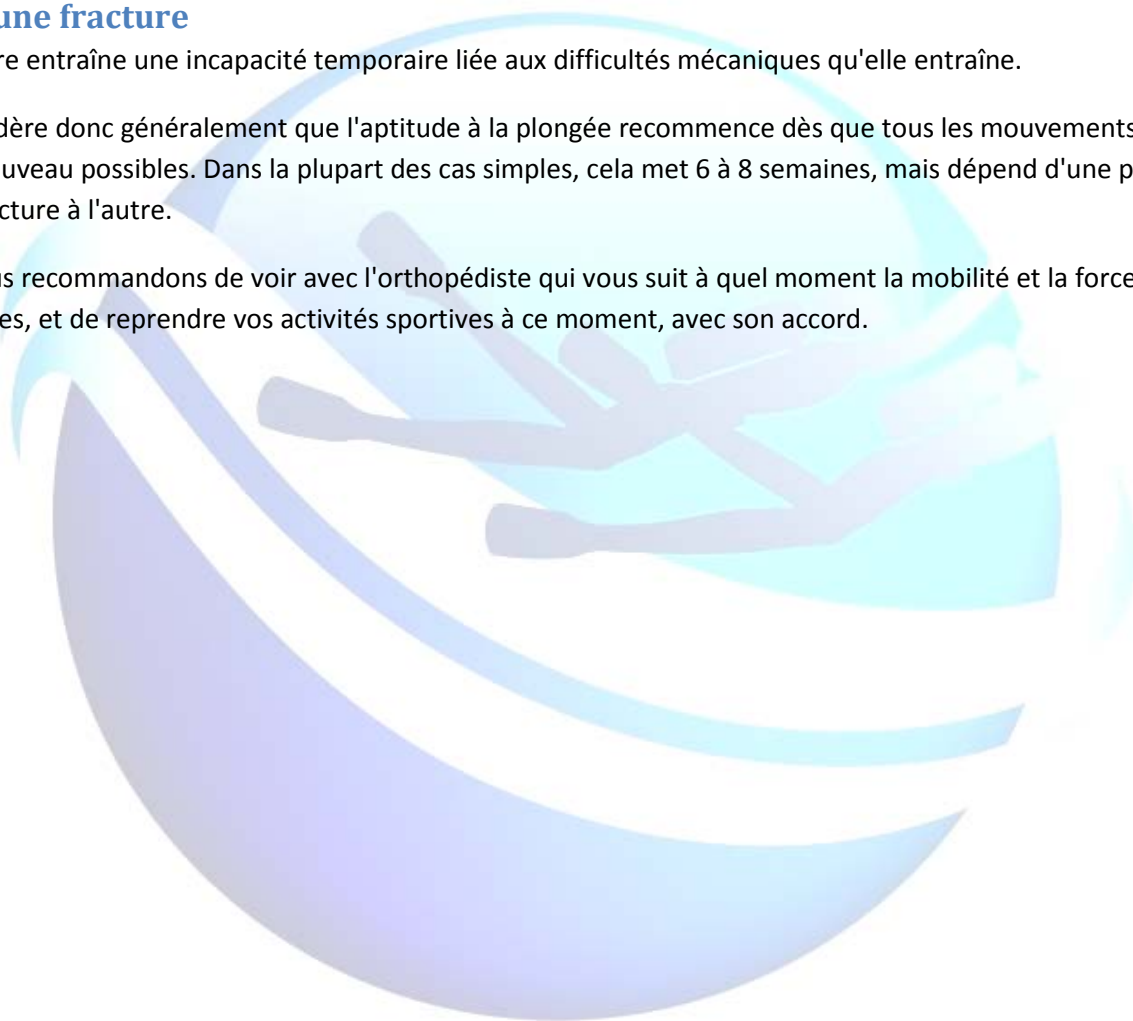 une fracture
re entraîne une incapacité temporaire liée aux difficultés mécaniques qu'elle entraîne.
dère donc généralement que l'aptitude à la plongée recommence dès que tous les mouvements
uveau possibles. Dans la plupart des cas simples, cela met 6 à 8 semaines, mais dépend d'une p
cture à l'autre.
us recommandons de voir avec l'orthopédiste qui vous suit à quel moment la mobilité et la force
es, et de reprendre vos activités sportives à ce moment, avec son accord.